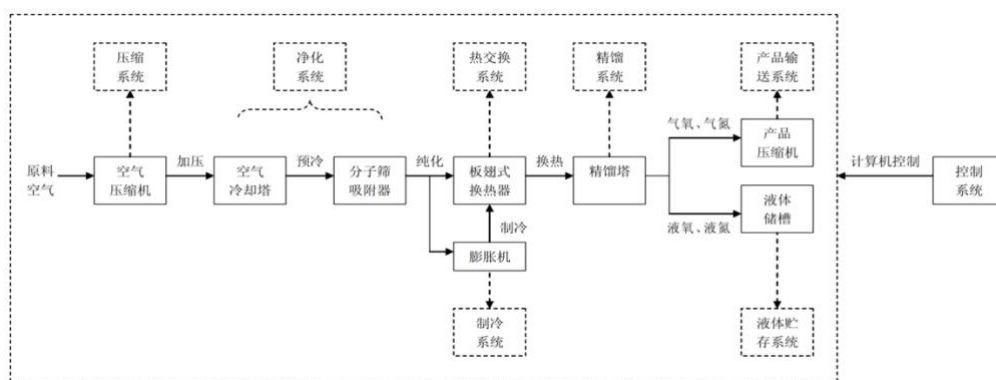 压缩
系统
净化
系统
热交换
系统
精馏
系统
产品输
送系统
原料
空气
空气
压缩机
加压
空气
冷却塔
预冷
分子筛
吸附器
纯化
板翅式
换热器
换热
精馏塔
气氧、气氮
产品
压缩机
计算机控制
控制
系统
制冷
液氧、液氮
液体
储槽
膨胀机
制冷
系统
液体贮
存系统